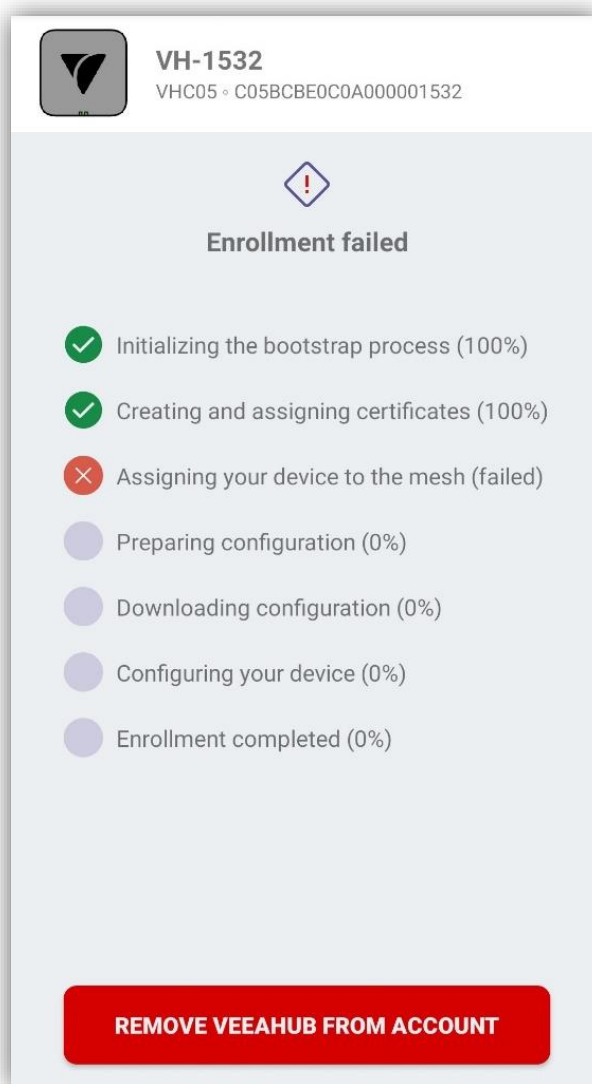 VH-1532
VHC05 ◦ C05BCBE0C0A000001532
!
Enrollment failed
Initializing the bootstrap process (100%)
Creating and assigning certificates (100%)
Assigning your device to the mesh (failed)
Preparing configuration (0%)
Downloading configuration (0%)
Configuring your device (0%)
Enrollment completed (0%)
REMOVE VEEAHUB FROM ACCOUNT